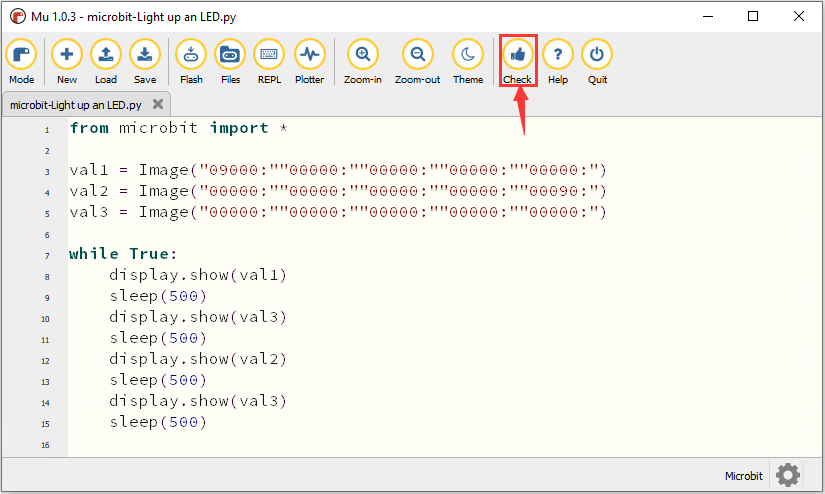 Mu 1.0.3 - microbit-Light up an LED.py
Mode New Load Save Flash Files REPL Plotter Zoom-in Zoom-out Theme Check Help Quit
microbit-Light up an LED.py
1 from microbit import *
2
3 val1 = Image("09000:""00000:""00000:""00000:""00000:")
4 val2 = Image("00000:""00000:""00000:""00000:""00090:")
5 val3 = Image("00000:""00000:""00000:""00000:""00000:")
6
7 while True:
8     display.show(val1)
9     sleep(500)
10     display.show(val3)
11     sleep(500)
12     display.show(val2)
13     sleep(500)
14     display.show(val3)
15     sleep(500)
16
Microbit